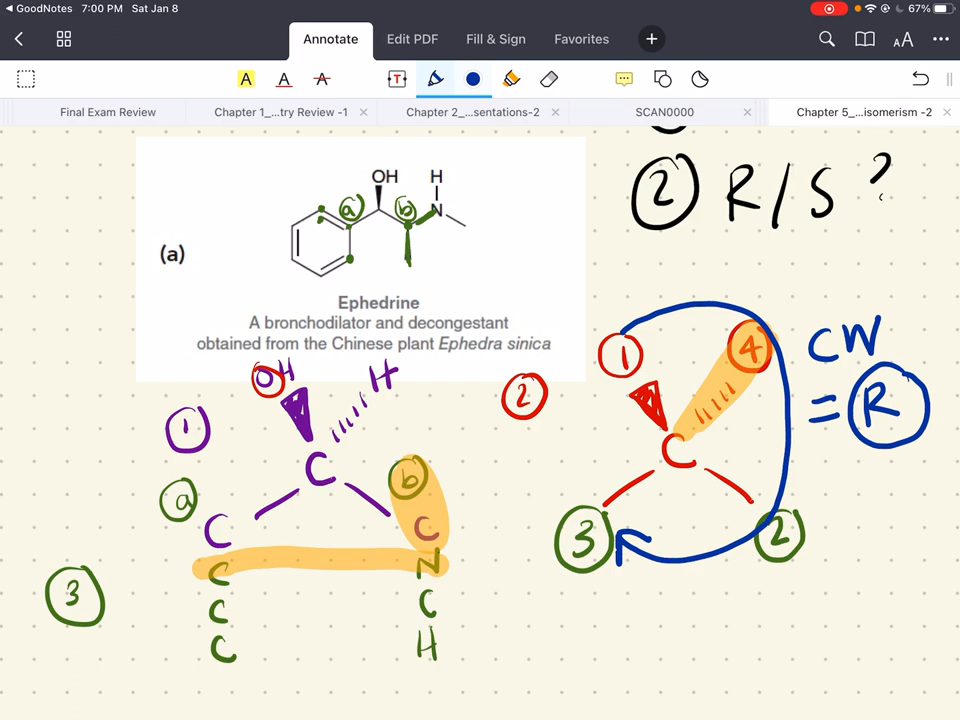 GoodNotes 7:00 PM Sat Jan 8 67%
Annotate Edit PDF Fill & Sign Favorites
AA
A A A T
Final Exam Review Chapter 1_...try Review -1 Chapter 2_...sentations-2 SCAN0000 Chapter 5_...isomerism -2
2 R/S ?
OH H
a b N
(a)
Ephedrine
A bronchodilator and decongestant
obtained from the Chinese plant Ephedra sinica
OH H
1
C
a b
C C
C N
3
C C
C H
2
1 4
C
3 2
CW
= R